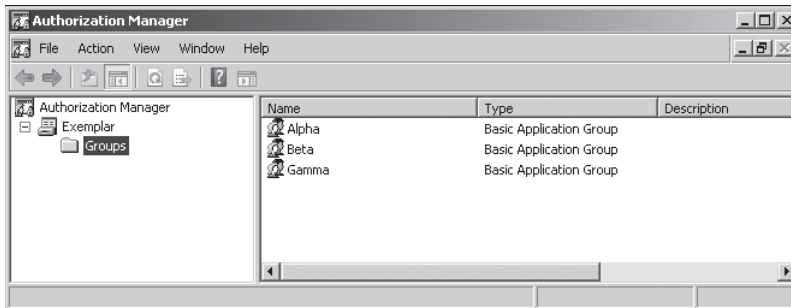 Authorization Manager
File Action View Window Help
Authorization Manager
Exemplar
Groups
Name Type Description
Alpha Basic Application Group
Beta Basic Application Group
Gamma Basic Application Group